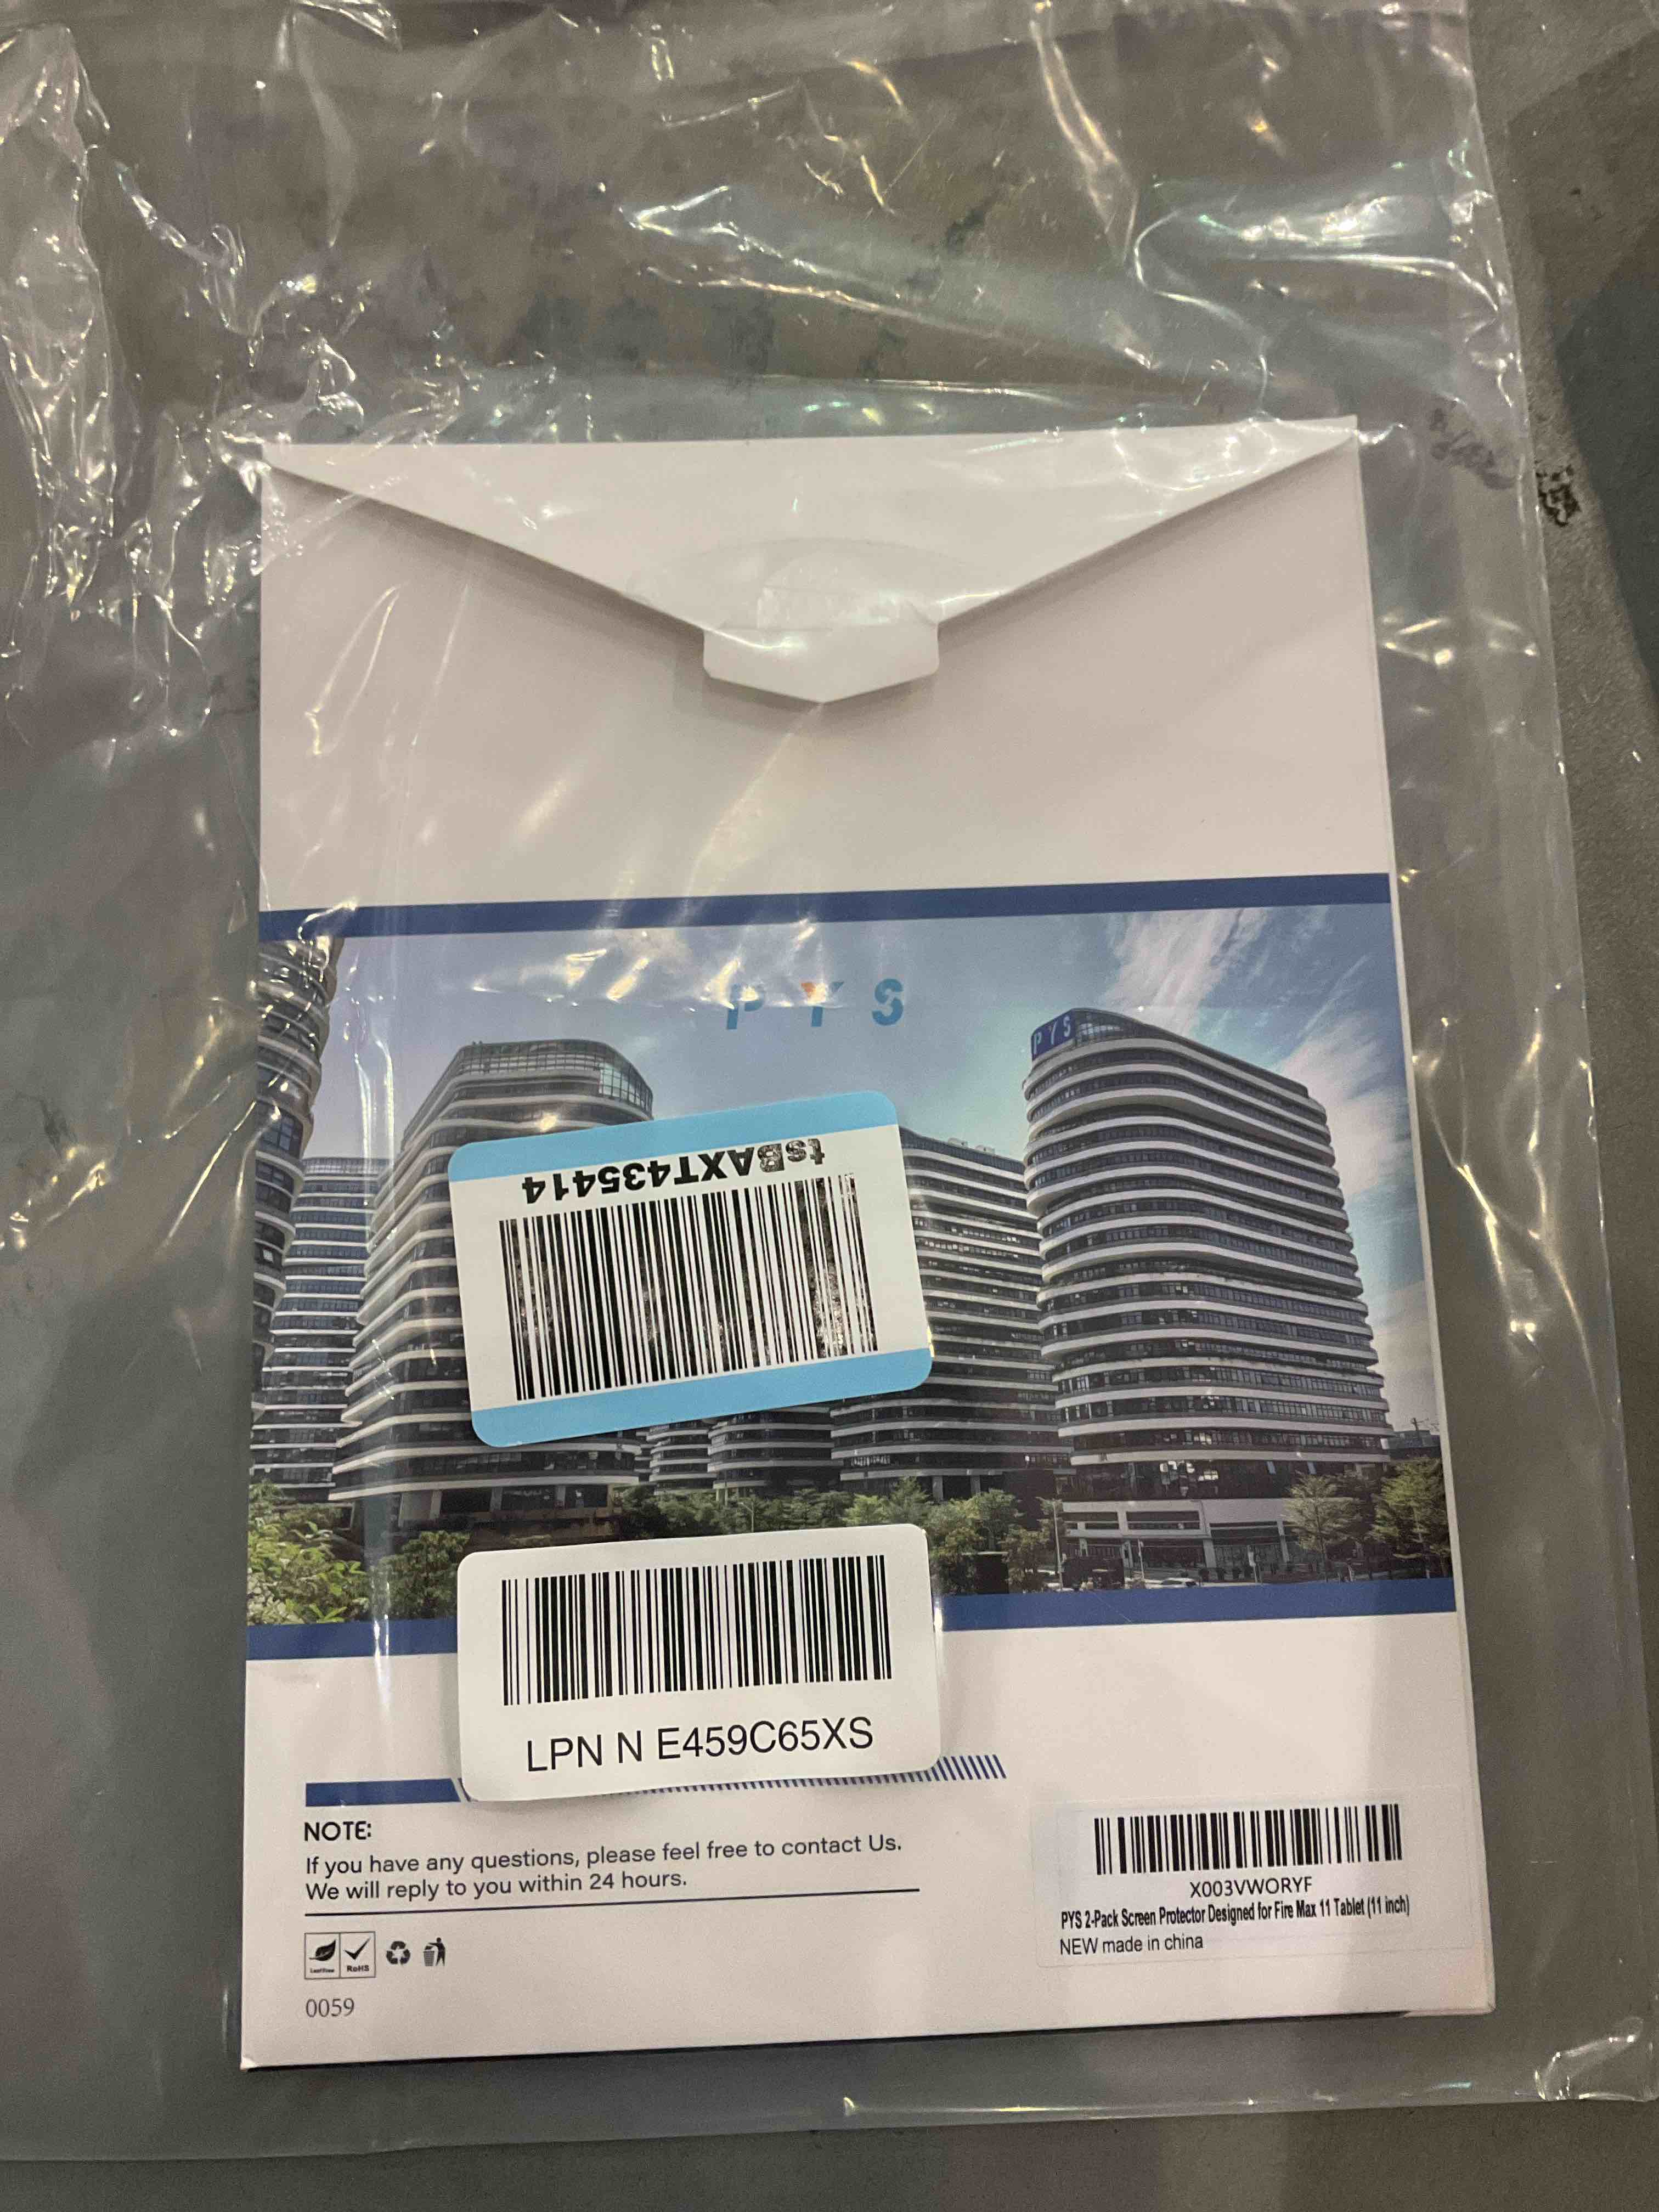 P Y S
PYS
tsBAXT435414
LPN N E459C65XS
NOTE:
If you have any questions, please feel free to contact Us.
We will reply to you within 24 hours.
RoHS
0059
X003VWORYF
PYS 2-Pack Screen Protector Designed for Fire Max 11 Tablet (11 inch)
NEW made in china